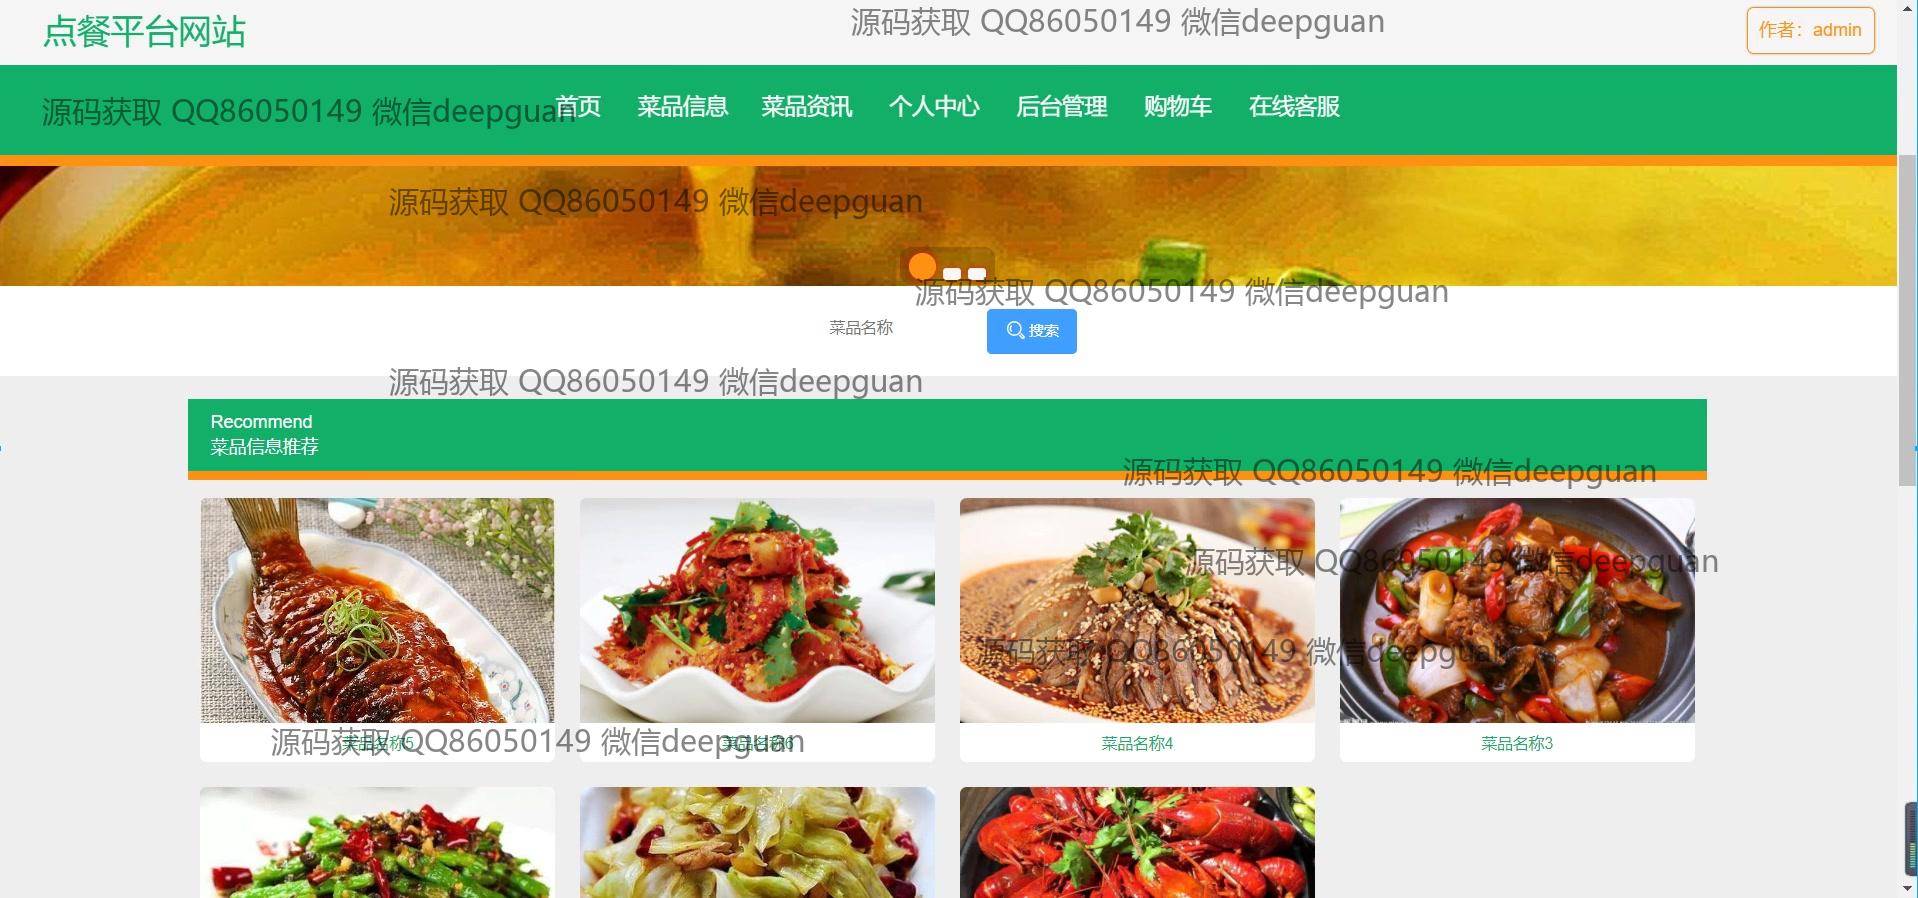 点餐平台网站
源码获取 QQ86050149 微信deepguan
作者：admin
源码获取 QQ86050149 微信deepguan
首页 菜品信息 菜品资讯 个人中心 后台管理 购物车 在线客服
源码获取 QQ86050149 微信deepguan
源码获取 QQ86050149 微信deepguan
菜品名称
搜索
源码获取 QQ86050149 微信deepguan
Recommend
菜品信息推荐
源码获取 QQ86050149 微信deepguan
源码获取 QQ86050149 微信deepguan
源码获取 QQ86050149 微信deepguan
源码获取 QQ86050149 微信deepguan
菜品名称5
菜品名称6
菜品名称4
菜品名称3